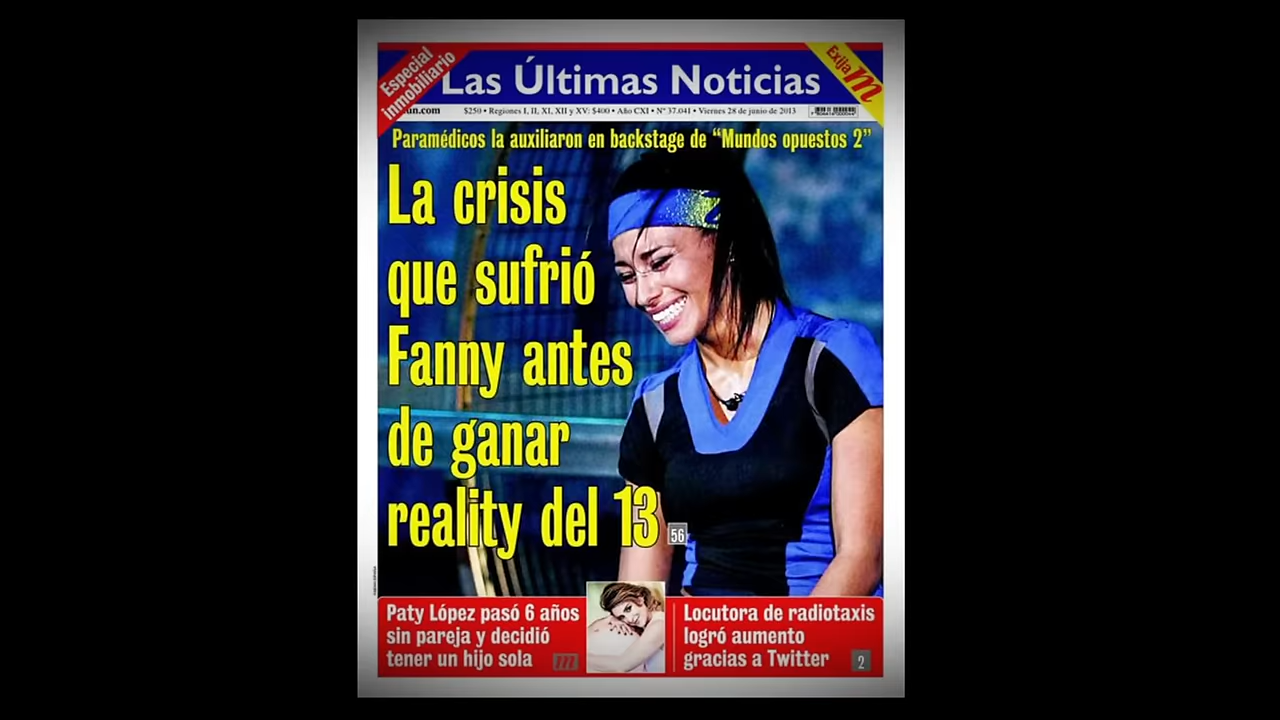 Especial
inmobiliario
Las Últimas Noticias
Exija
m
un.com
$250 • Regiones I, II, XI, XII y XV: $400 • Año CXI • Nº 37.041 • Viernes 28 de junio de 2013
Paramédicos la auxiliaron en backstage de “Mundos opuestos 2”
La crisis
que sufrió
Fanny antes
de ganar
reality del 13
56
Paty López pasó 6 años
sin pareja y decidió
tener un hijo sola
Locutora de radiotaxis
logró aumento
gracias a Twitter
2